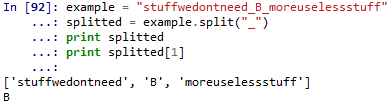 In [92]: example = "stuffwedontneed_B_moreuselessstuff"
...: splitted = example.split("_")
...: print splitted
...: print splitted[1]
...:
['stuffwedontneed', 'B', 'moreuselessstuff']
B